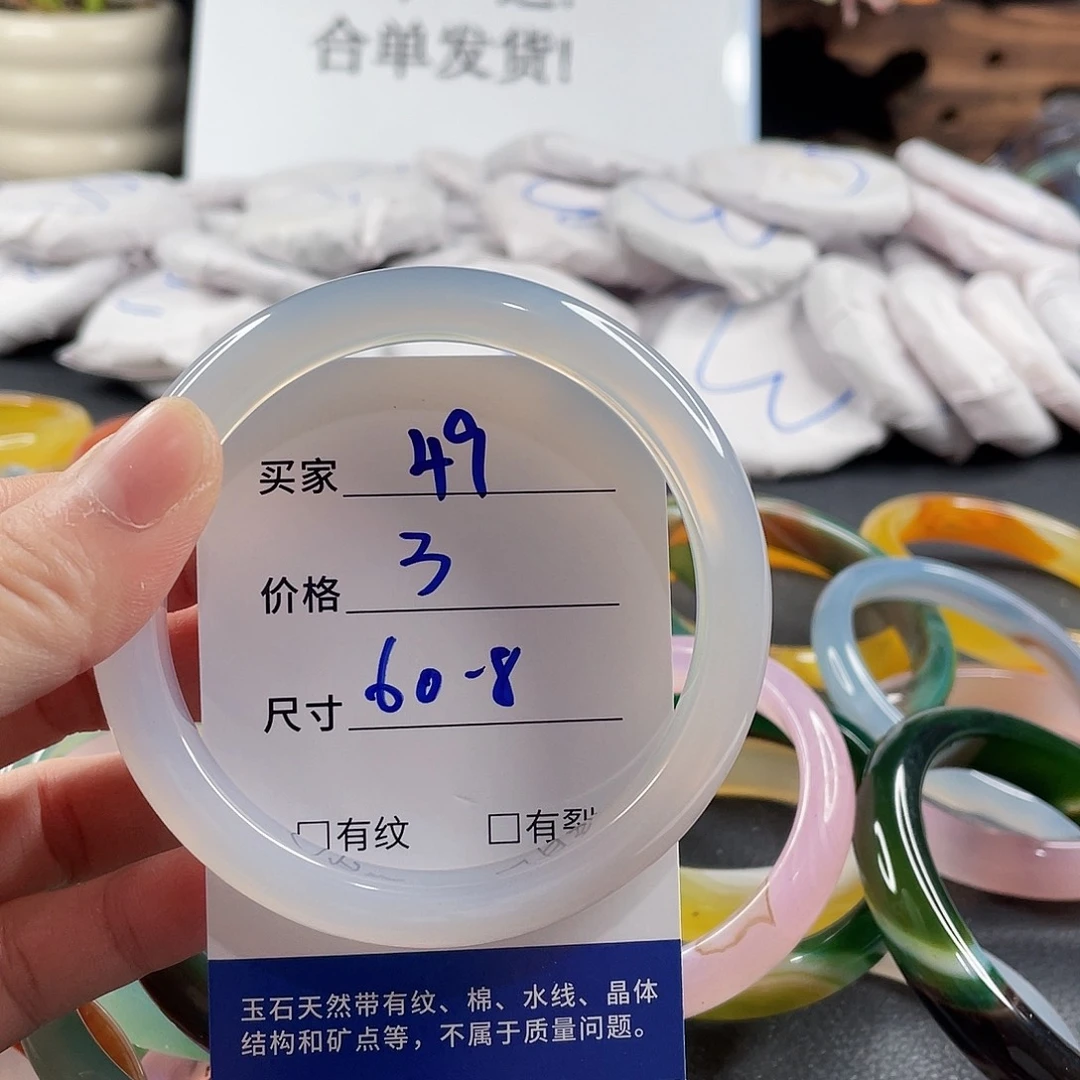 合单发货!
买家 49
价格 3
尺寸 60-8
□有纹 □有裂
玉石天然带有纹、棉、水线、晶体
结构和矿点等，不属于质量问题。